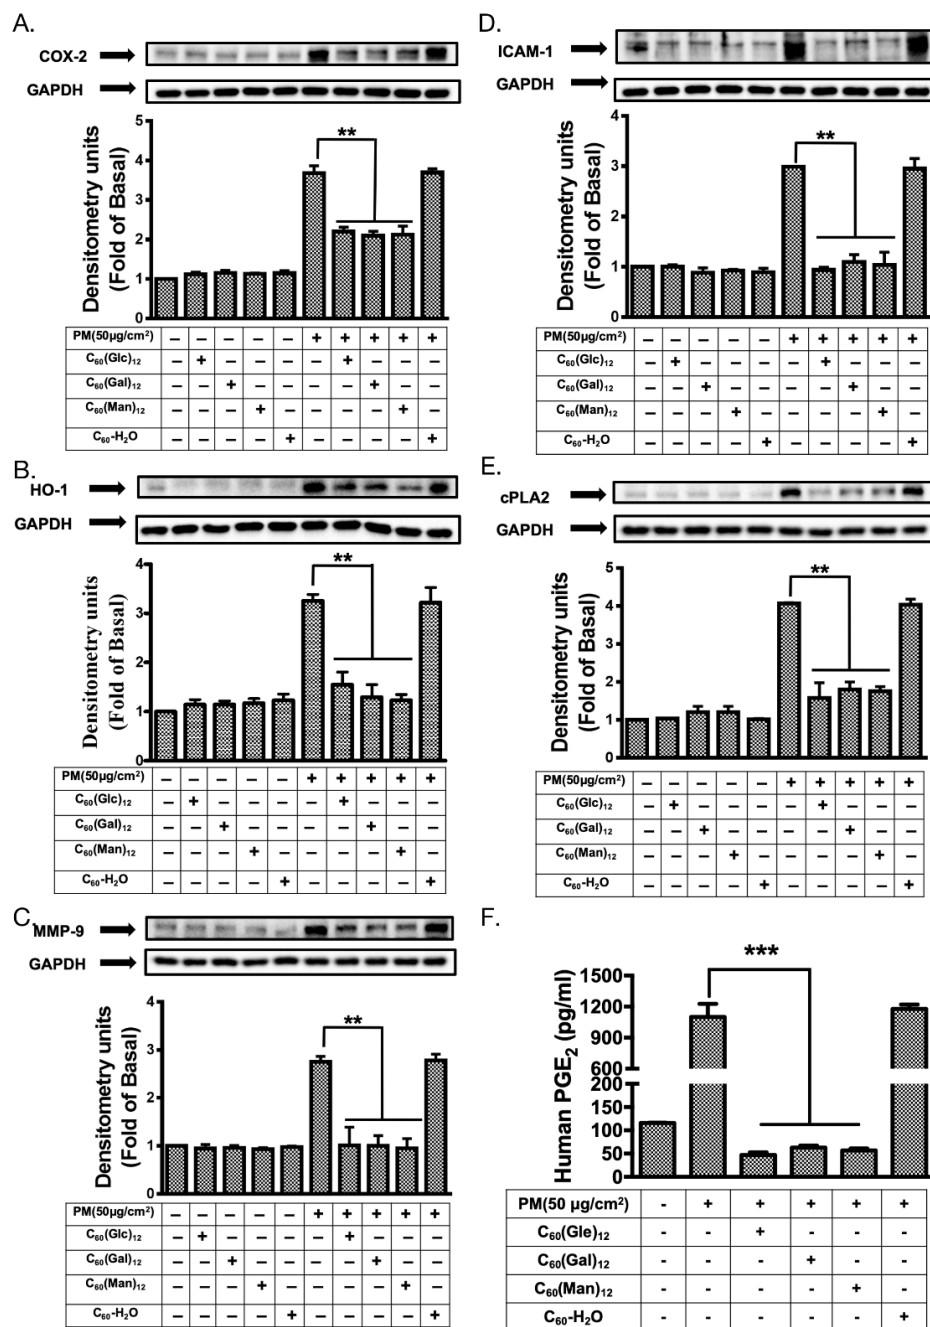 A.
COX-2
GAPDH
Densitometry units
(Fold of Basal)
5
4
3
2
1
0
**
PM(50µg/cm²) − − − − − + + + + +
C₆₀(Glc)₁₂ − + − − − − + − − −
C₆₀(Gal)₁₂ − − + − − − − + − −
C₆₀(Man)₁₂ − − − + − − − − + −
C₆₀-H₂O − − − − + − − − − +
B.
HO-1
GAPDH
Densitometry units
(Fold of Basal)
4
3
2
1
0
**
PM(50µg/cm²) − − − − − + + + + +
C₆₀(Glc)₁₂ − + − − − − + − − −
C₆₀(Gal)₁₂ − − + − − − − + − −
C₆₀(Man)₁₂ − − − + − − − − + −
C₆₀-H₂O − − − − + − − − − +
C.
MMP-9
GAPDH
Densitometry units
(Fold of Basal)
4
3
2
1
0
**
PM(50µg/cm²) − − − − − + + + + +
C₆₀(Glc)₁₂ − + − − − − + − − −
C₆₀(Gal)₁₂ − − + − − − − + − −
C₆₀(Man)₁₂ − − − + − − − − + −
C₆₀-H₂O − − − − + − − − − +
D.
ICAM-1
GAPDH
Densitometry units
(Fold of Basal)
4
3
2
1
0
**
PM(50µg/cm²) − − − − − + + + + +
C₆₀(Glc)₁₂ − + − − − − + − − −
C₆₀(Gal)₁₂ − − + − − − − + − −
C₆₀(Man)₁₂ − − − + − − − − + −
C₆₀-H₂O − − − − + − − − − +
E.
cPLA2
GAPDH
Densitometry units
(Fold of Basal)
5
4
3
2
1
0
**
PM(50µg/cm²) − − − − − + + + + +
C₆₀(Glc)₁₂ − + − − − − + − − −
C₆₀(Gal)₁₂ − − + − − − − + − −
C₆₀(Man)₁₂ − − − + − − − − + −
C₆₀-H₂O − − − − + − − − − +
F.
Human PGE₂ (pg/ml)
1500
1200
900
600
200
150
100
50
0
***
PM(50 µg/cm²) - + + + + +
C₆₀(Gle)₁₂ - - + - - -
C₆₀(Gal)₁₂ - - - + - -
C₆₀(Man)₁₂ - - - - + -
C₆₀-H₂O - - - - - +